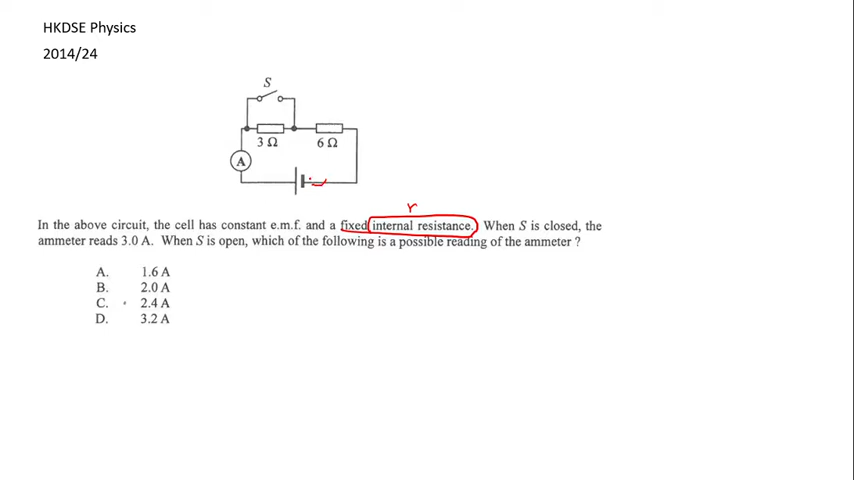 HKDSE Physics
2014/24
S
3 Ω
6 Ω
A
r
In the above circuit, the cell has constant e.m.f. and a fixed internal resistance. When S is closed, the
ammeter reads 3.0 A. When S is open, which of the following is a possible reading of the ammeter ?
A. 1.6 A
B. 2.0 A
C. 2.4 A
D. 3.2 A